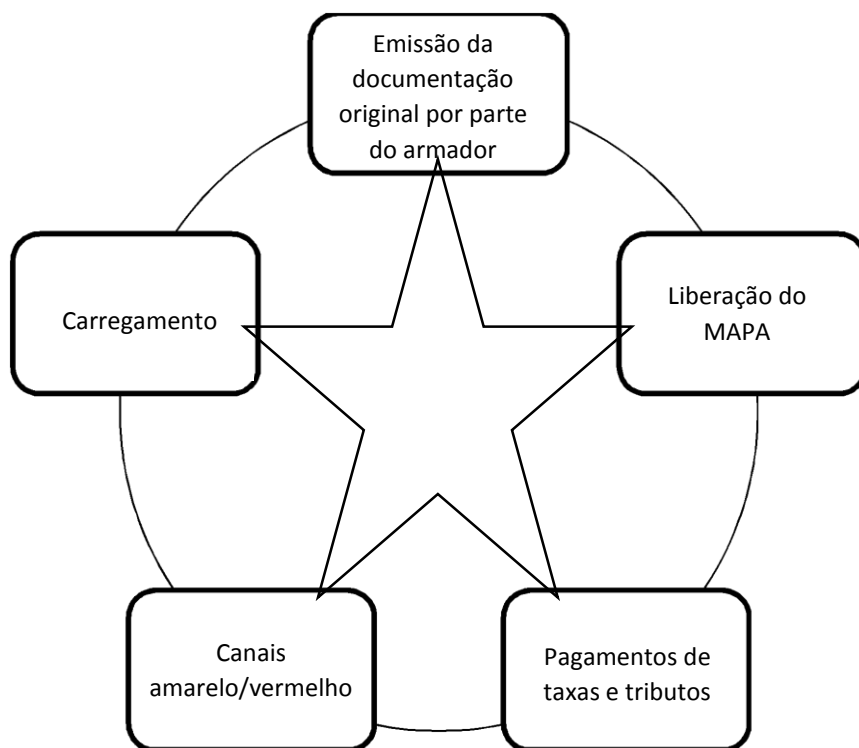 Emissão da
documentação
original por parte
do armador
Carregamento
Liberação do
MAPA
Canais
amarelo/vermelho
Pagamentos de
taxas e tributos